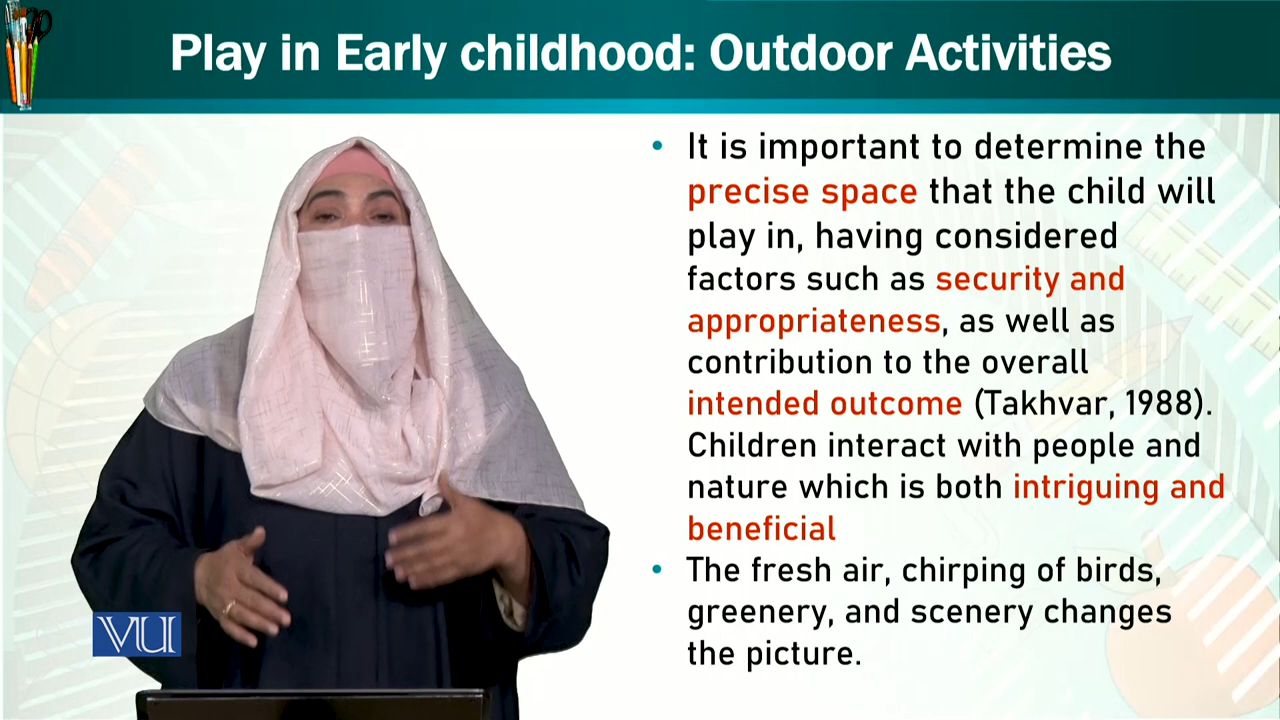 Play in Early childhood: Outdoor Activities
• It is important to determine the
precise space that the child will
play in, having considered
factors such as security and
appropriateness, as well as
contribution to the overall
intended outcome (Takhvar, 1988).
Children interact with people and
nature which is both intriguing and
beneficial
• The fresh air, chirping of birds,
greenery, and scenery changes
the picture.
VU